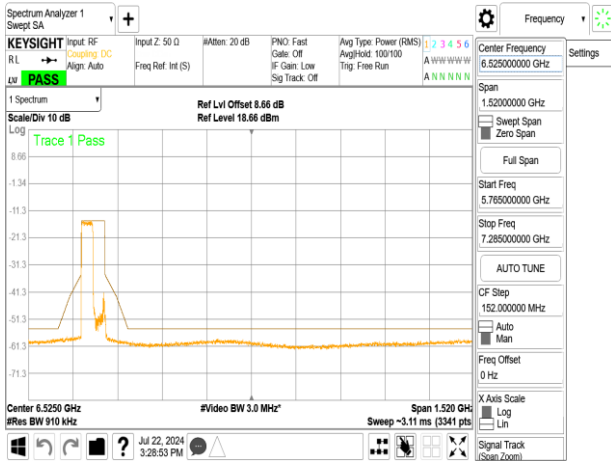 Spectrum Analyzer 1
Swept SA
Frequency
KEYSIGHT
RL
LXI
PASS
Input: RF
Coupling: DC
Align: Auto
Input Z: 50 Ω
Freq Ref: Int (S)
#Atten: 20 dB
PNO: Fast
Gate: Off
IF Gain: Low
Sig Track: Off
Avg Type: Power (RMS)
Avg|Hold: 100/100
Trig: Free Run
1 2 3 4 5 6
A W W W W W
A N N N N N
1 Spectrum
Scale/Div 10 dB
Ref Lvl Offset 8.66 dB
Ref Level 18.66 dBm
Log
Trace 1 Pass
8.66
-1.34
-11.3
-21.3
-31.3
-41.3
-51.3
-61.3
-71.3
Center 6.5250 GHz
#Res BW 910 kHz
#Video BW 3.0 MHz*
Span 1.520 GHz
Sweep ~3.11 ms (3341 pts)
Jul 22, 2024
3:28:53 PM
Center Frequency
6.525000000 GHz
Span
1.52000000 GHz
Swept Span
Zero Span
Full Span
Start Freq
5.765000000 GHz
Stop Freq
7.285000000 GHz
AUTO TUNE
CF Step
152.000000 MHz
Auto
Man
Freq Offset
0 Hz
X Axis Scale
Log
Lin
Signal Track
(Span Zoom)
Settings